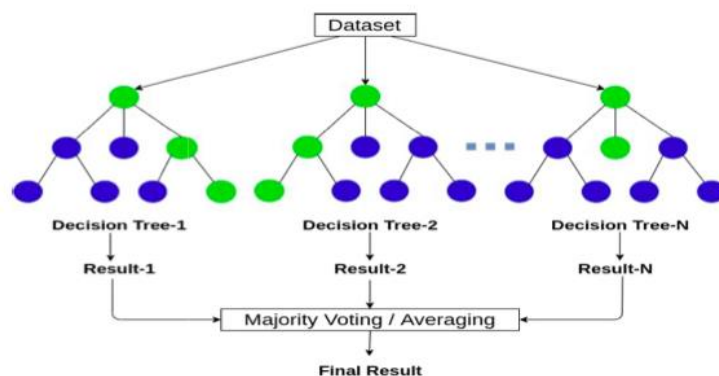 Dataset
Decision Tree-1
Decision Tree-2
Decision Tree-N
Result-1
Result-2
Result-N
Majority Voting / Averaging
Final Result